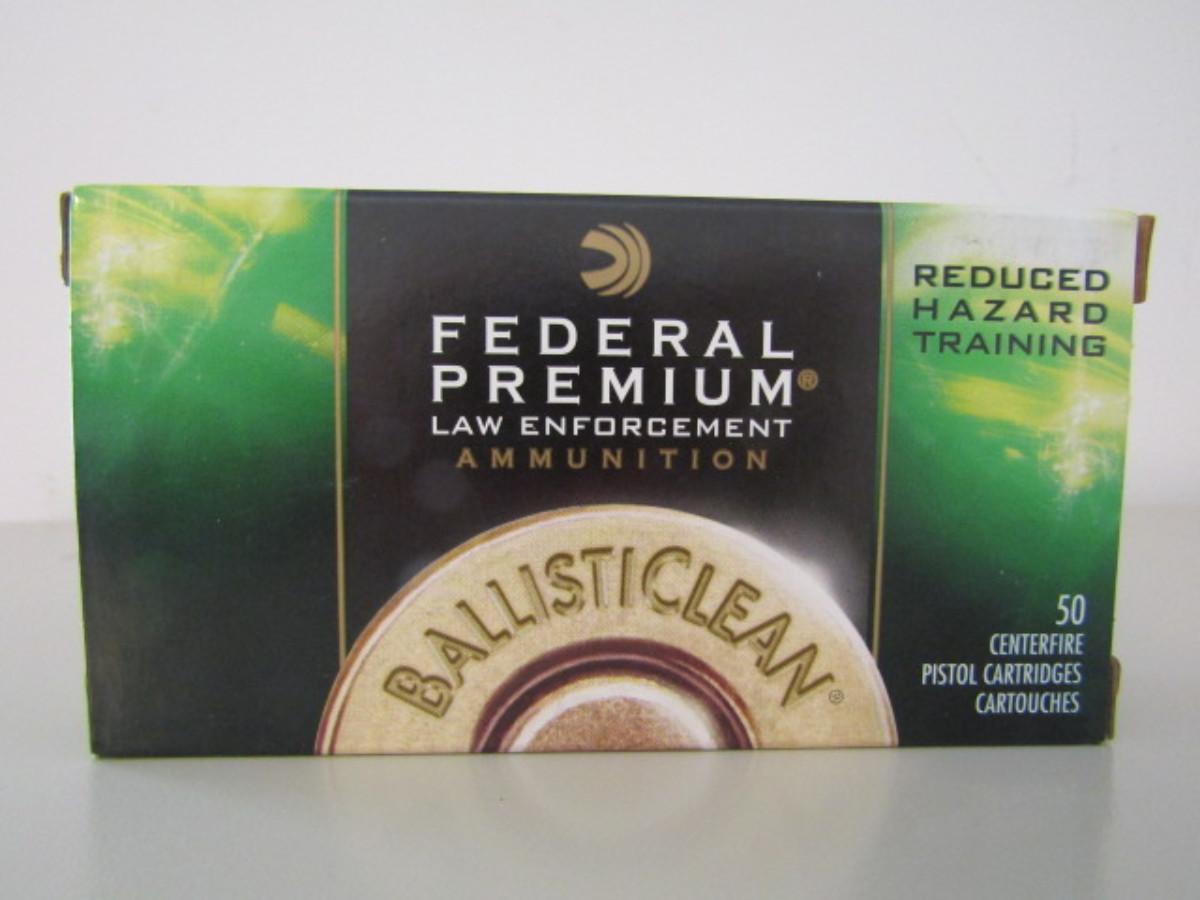 FEDERAL
PREMIUM®
LAW ENFORCEMENT
AMMUNITION
BALLISTICLEAN®
REDUCED
HAZARD
TRAINING
50
CENTERFIRE
PISTOL CARTRIDGES
CARTOUCHES